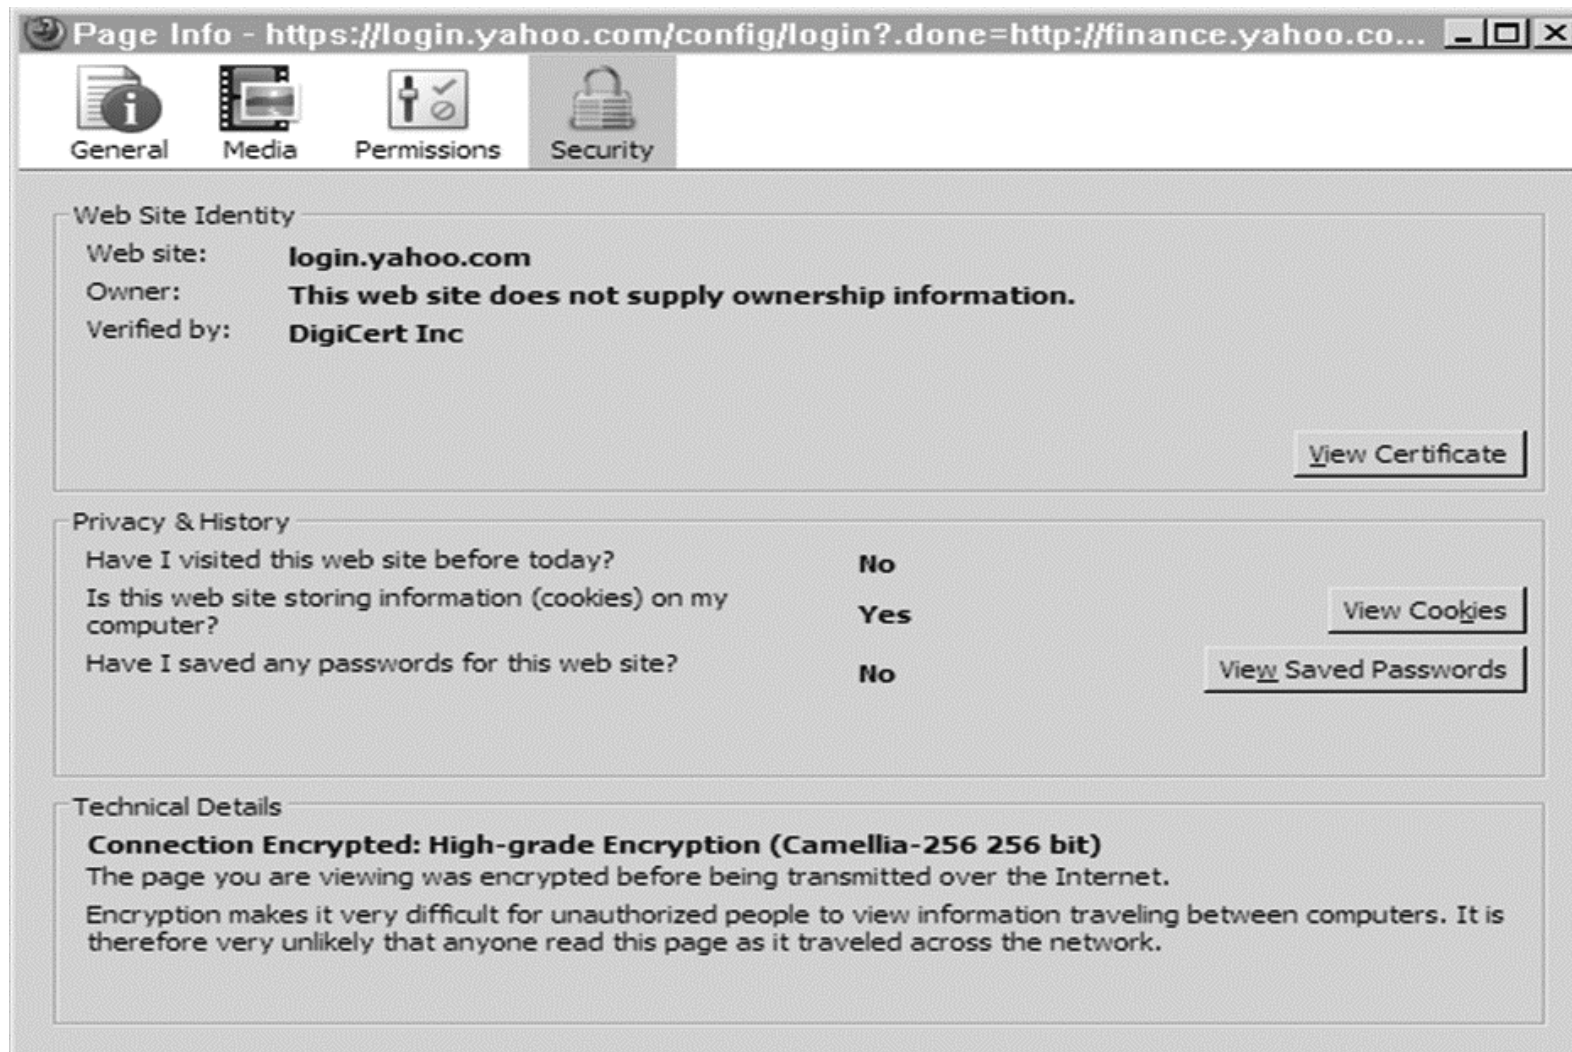 Page Info - https://login.yahoo.com/config/login?.done=http://finance.yahoo.co...
General Media Permissions Security
Web Site Identity
Web site: login.yahoo.com
Owner: This web site does not supply ownership information.
Verified by: DigiCert Inc
View Certificate
Privacy & History
Have I visited this web site before today? No
Is this web site storing information (cookies) on my
computer? Yes View Cookies
Have I saved any passwords for this web site? No View Saved Passwords
Technical Details
Connection Encrypted: High-grade Encryption (Camellia-256 256 bit)
The page you are viewing was encrypted before being transmitted over the Internet.
Encryption makes it very difficult for unauthorized people to view information traveling between computers. It is
therefore very unlikely that anyone read this page as it traveled across the network.